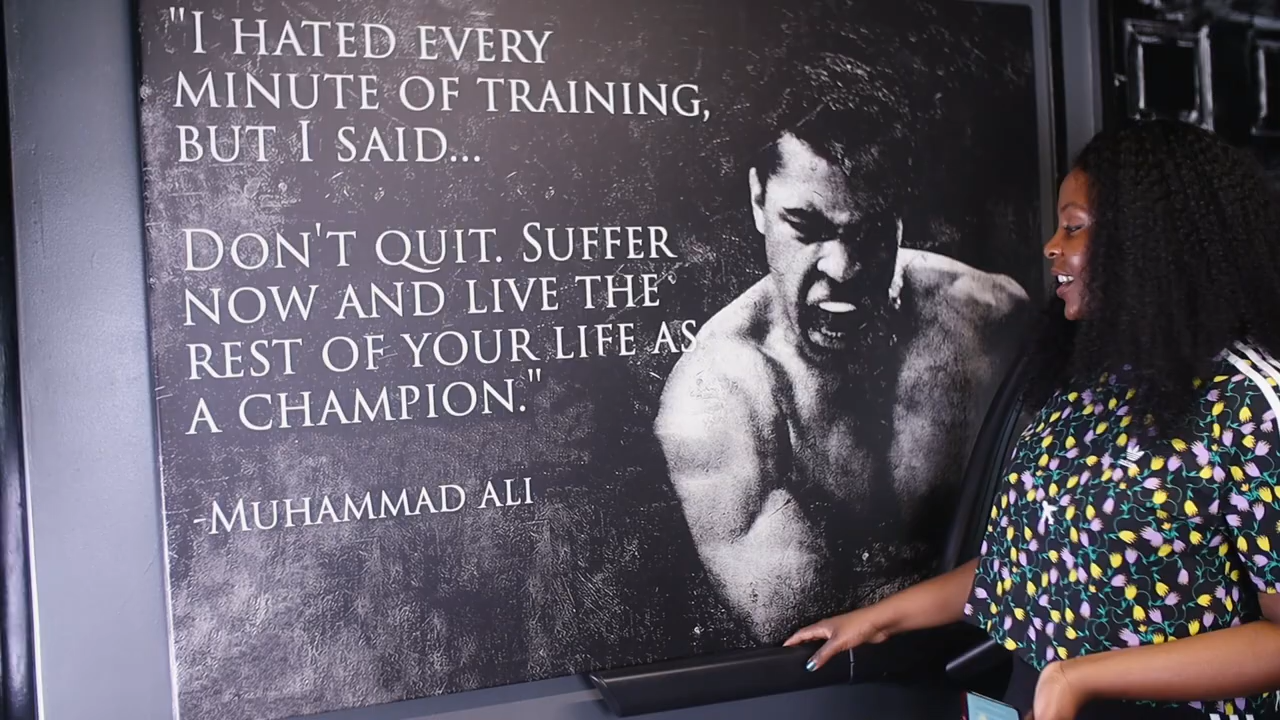 "I HATED EVERY
MINUTE OF TRAINING,
BUT I SAID...
DON'T QUIT. SUFFER
NOW AND LIVE THE
REST OF YOUR LIFE AS
A CHAMPION."
-MUHAMMAD ALI